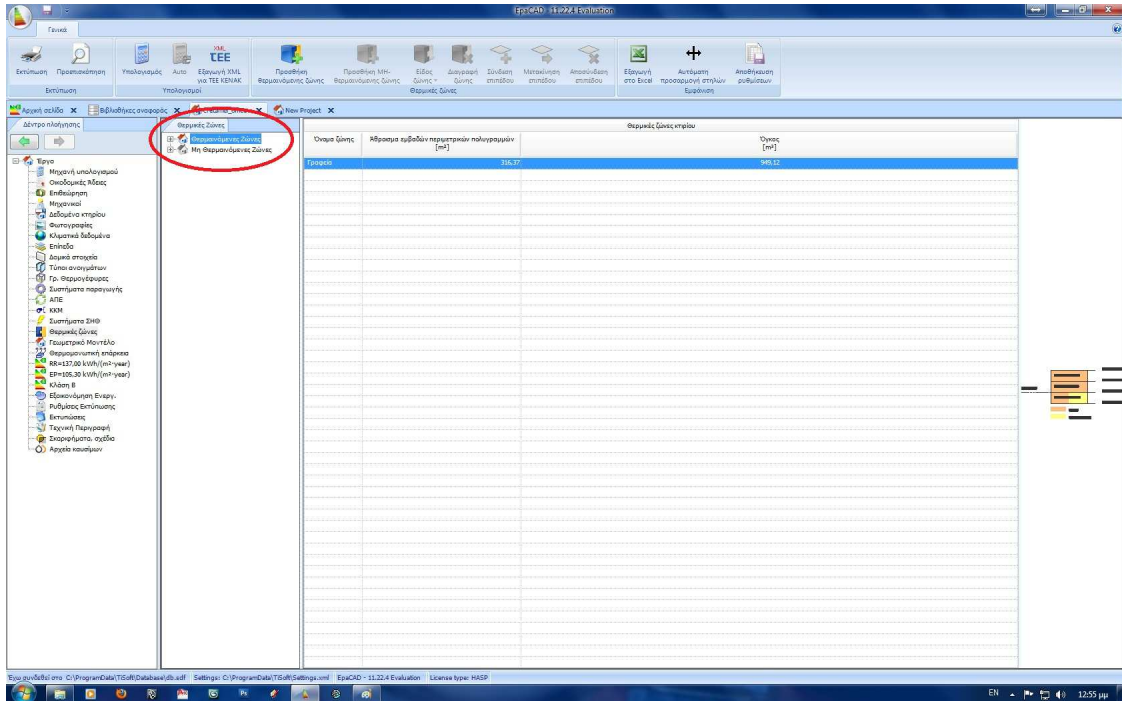 EpaCAD - 11.22.4 Evaluation
Γενικά
Εκτύπωση
Προεπισκόπηση
Υπολογισμός
Auto
XML
TEE
Εξαγωγή XML
για TEE KENAK
Προσθήκη
Θερμαινόμενης ζώνης
Προσθήκη ΜΗ-
Θερμαινόμενης ζώνης
Είδος
ζώνης
Διαγραφή
ζώνης
Σύνδεση
επιπέδου
Μετακίνηση
επιπέδου
Αποσύνδεση
επιπέδου
Εξαγωγή
στο Excel
Αυτόματη
προσαρμογή στηλών
Αποθήκευση
ρυθμίσεων
Εκτύπωση
Υπολογισμοί
Θερμικές ζώνες
Εμφάνιση
Αρχική σελίδα
Βιβλιοθήκες αναφοράς
New Project
Δέντρο πλοήγησης
Θερμικές Ζώνες
Θερμαινόμενες Ζώνες
Μη Θερμαινόμενες Ζώνες
Έργο
Μηχανή υπολογισμού
Οικοδομικές Άδειες
Επιθεώρηση
Μηχανικοί
Δεδομένα κτηρίου
Φωτογραφίες
Κλιματικά δεδομένα
Επίπεδα
Δομικά στοιχεία
Τύποι ανοιγμάτων
Γρ. Θερμογέφυρες
Συστήματα παραγωγής
ΑΠΕ
ΚΚΜ
Συστήματα ΣΗΘ
Θερμικές ζώνες
Γεωμετρικό Μοντέλο
Θερμομονωτική επάρκεια
RR=137,00 kWh/(m²·year)
EP=105,30 kWh/(m²·year)
Κλάση Β
Εξοικονόμηση Ενεργ.
Ρυθμίσεις Εκτύπωσης
Εκτυπώσεις
Τεχνική Περιγραφή
Σκαριφήματα, σχέδια
Αρχεία καυσίμων
Θερμικές ζώνες κτηρίου
Όνομα ζώνης
Άθροισμα εμβαδών περιμετρικών πολυγραμμών
[m²]
Όγκος
[m³]
Γραφεία
316,37
949,12
Έχω συνδεθεί στο C:\ProgramData\TiSoft\Database\db.sdf
Settings: C:\ProgramData\TiSoft\Settings.xml
EpaCAD - 11.22.4 Evaluation
License type: HASP
EN
12:55 μμ